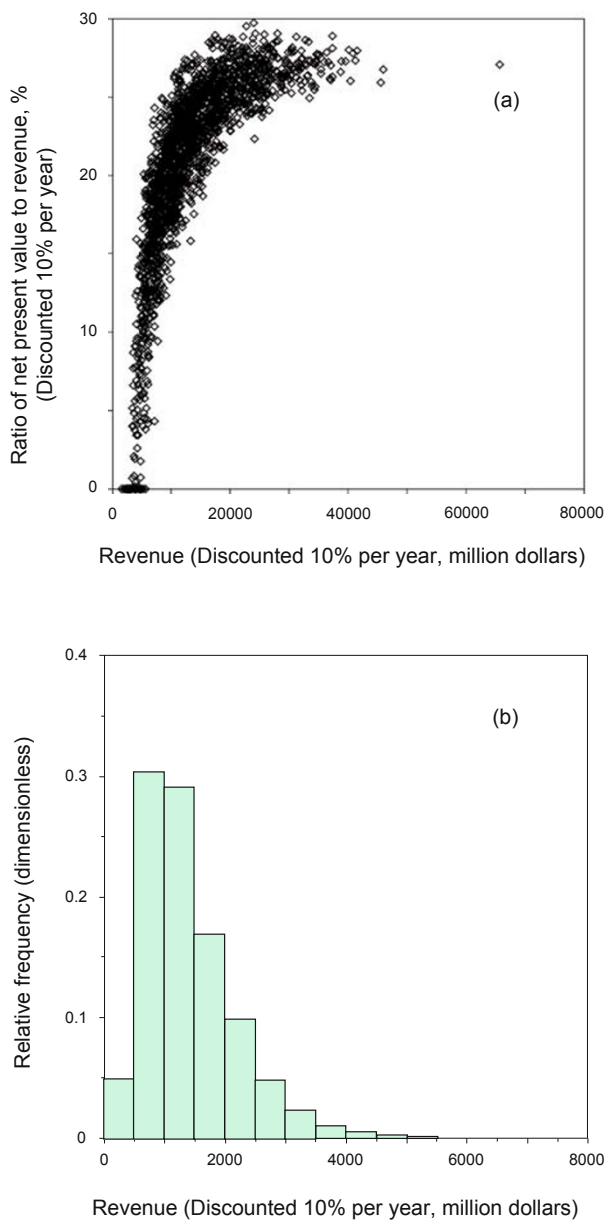 30
20
10
0
Ratio of net present value to revenue, %
(Discounted 10% per year)
(a)
0 20000 40000 60000 80000
Revenue (Discounted 10% per year, million dollars)
0.4
0.3
0.2
0.1
0
Relative frequency (dimensionless)
(b)
0 2000 4000 6000 8000
Revenue (Discounted 10% per year, million dollars)